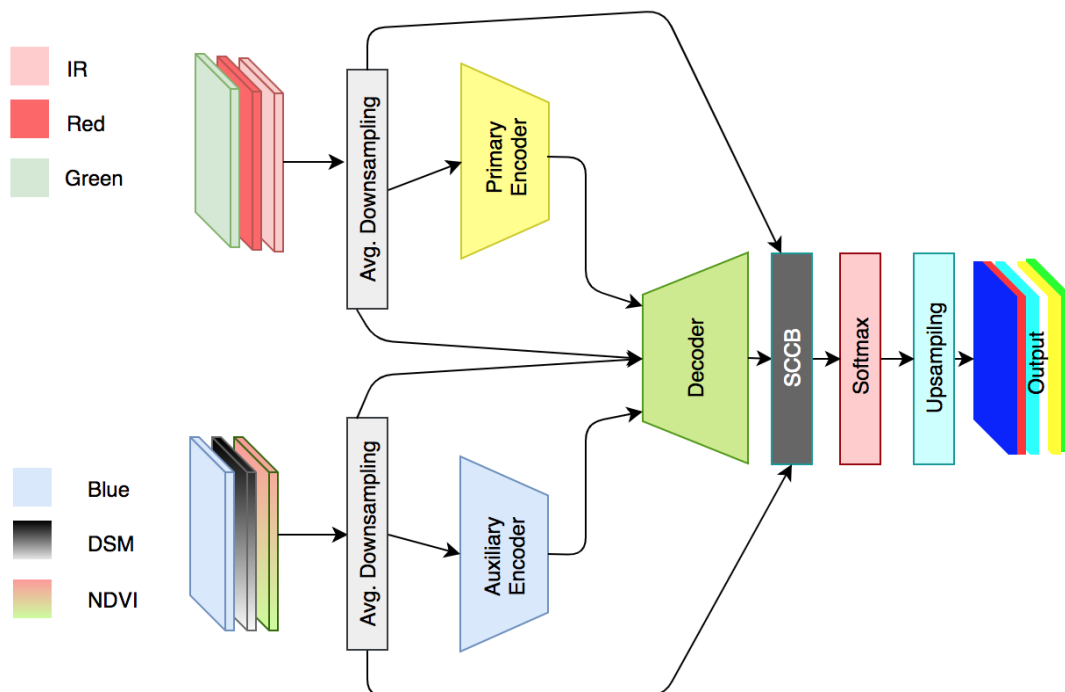 IR
Red
Green
Avg. Downsampling
Primary
Encoder
Blue
DSM
NDVI
Avg. Downsampling
Auxiliary
Encoder
Decoder
SCCB
Softmax
Upsampilng
Output